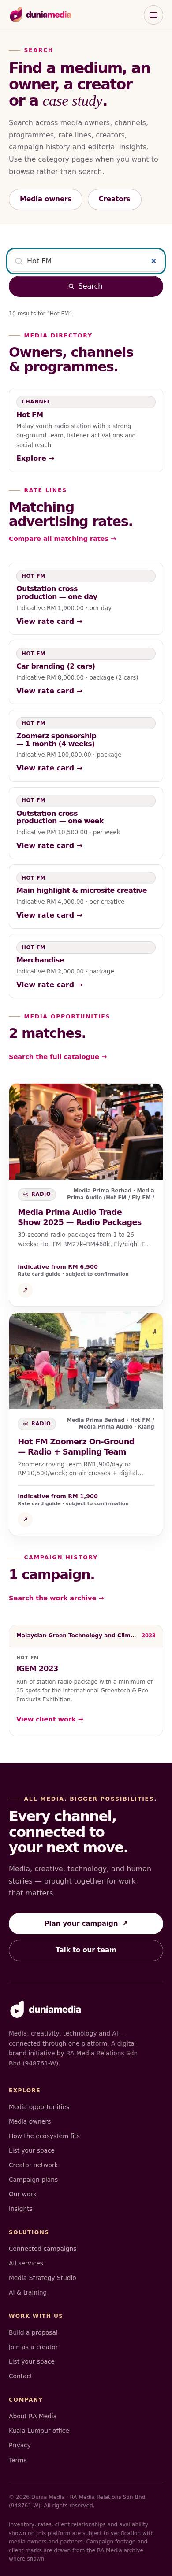 duniamedia
SEARCH
Find a medium, an
owner, a creator
or a case study.
Search across media owners, channels,
programmes, rate lines, creators,
campaign history and editorial insights.
Use the category pages when you want to
browse rather than search.
Media owners
Creators
Hot FM
Search
10 results for "Hot FM".
MEDIA DIRECTORY
Owners, channels
& programmes.
CHANNEL
Hot FM
Malay youth radio station with a strong
on-ground team, listener activations and
social reach.
Explore →
RATE LINES
Matching
advertising rates.
Compare all matching rates →
HOT FM
Outstation cross
production — one day
Indicative RM 1,900.00 · per day
View rate card →
HOT FM
Car branding (2 cars)
Indicative RM 8,000.00 · package (2 cars)
View rate card →
HOT FM
Zoomerz sponsorship
— 1 month (4 weeks)
Indicative RM 100,000.00 · package
View rate card →
HOT FM
Outstation cross
production — one week
Indicative RM 10,500.00 · per week
View rate card →
HOT FM
Main highlight & microsite creative
Indicative RM 4,000.00 · per creative
View rate card →
HOT FM
Merchandise
Indicative RM 2,000.00 · package
View rate card →
MEDIA OPPORTUNITIES
2 matches.
Search the full catalogue →
RADIO
Media Prima Berhad · Media
Prima Audio (Hot FM / Fly FM /
Media Prima Audio Trade
Show 2025 — Radio Packages
30-second radio packages from 1 to 26
weeks: Hot FM RM27k–RM468k, Fly/eight F…
Indicative from RM 6,500
Rate card guide · subject to confirmation
↗
RADIO
Media Prima Berhad · Hot FM /
Media Prima Audio · Klang
Hot FM Zoomerz On-Ground
— Radio + Sampling Team
Zoomerz roving team RM1,900/day or
RM10,500/week; on-air crosses + digital…
Indicative from RM 1,900
Rate card guide · subject to confirmation
↗
CAMPAIGN HISTORY
1 campaign.
Search the work archive →
Malaysian Green Technology and Clim… 2023
HOT FM
IGEM 2023
Run-of-station radio package with a minimum of
35 spots for the International Greentech & Eco
Products Exhibition.
View client work →
ALL MEDIA. BIGGER POSSIBILITIES.
Every channel,
connected to
your next move.
Media, creative, technology, and human
stories — brought together for work
that matters.
Plan your campaign ↗
Talk to our team
duniamedia
Media, creativity, technology and AI —
connected through one platform. A digital
brand initiative by RA Media Relations Sdn
Bhd (948761-W).
EXPLORE
Media opportunities
Media owners
How the ecosystem fits
List your space
Creator network
Campaign plans
Our work
Insights
SOLUTIONS
Connected campaigns
All services
Media Strategy Studio
AI & training
WORK WITH US
Build a proposal
Join as a creator
List your space
Contact
COMPANY
About RA Media
Kuala Lumpur office
Privacy
Terms
© 2026 Dunia Media · RA Media Relations Sdn Bhd
(948761-W). All rights reserved.
Inventory, rates, client relationships and availability
shown on this platform are subject to verification with
media owners and partners. Campaign footage and
client marks are drawn from the RA Media archive
where shown.